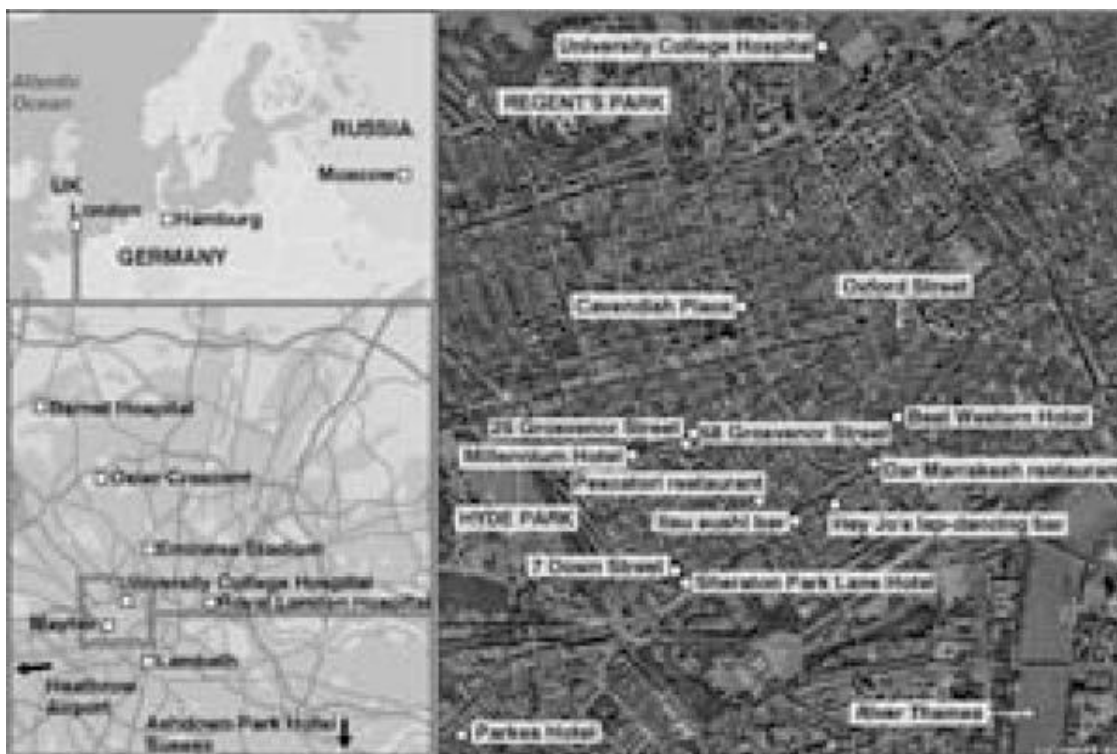 Atlantic
Ocean
RUSSIA
Moscow
UK
London
Hamburg
GERMANY
Barnet Hospital
Osier Crescent
Emirates Stadium
University College Hospital
Royal London Hospital
Mayfair
Lambeth
Heathrow
Airport
Ashdown Park Hotel
Sussex
University College Hospital
REGENT'S PARK
Oxford Street
Cavendish Place
Best Western Hotel
25 Grosvenor Street
58 Grosvenor Street
Millennium Hotel
Dar Marrakesh restaurant
Pescatori restaurant
HYDE PARK
Itsu sushi bar
Hey Jo's lap-dancing bar
7 Down Street
Sheraton Park Lane Hotel
River Thames
Parkes Hotel